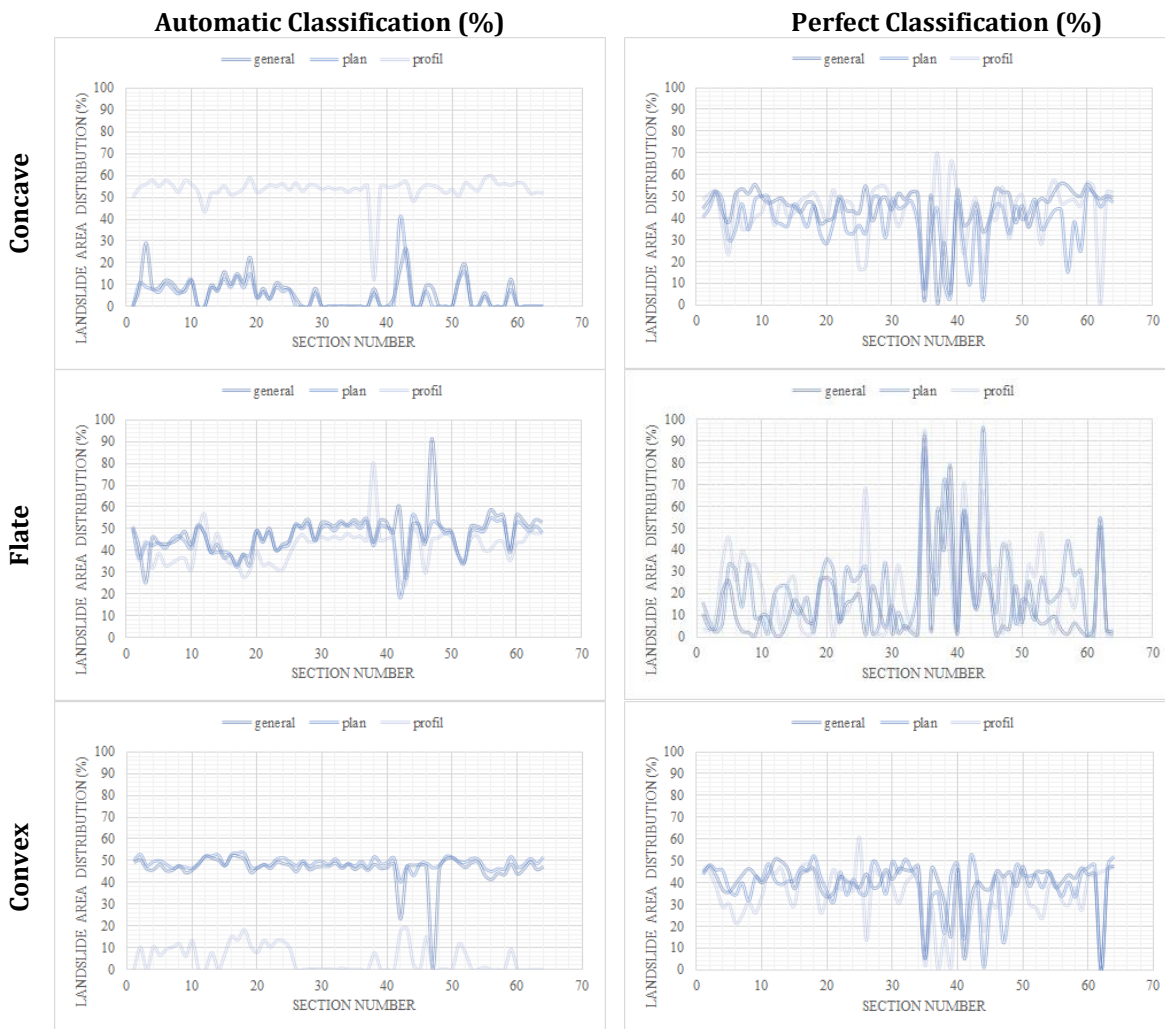 Automatic Classification (%)
Perfect Classification (%)
Concave
general plan profil
LANDSLIDE AREA DISTRIBUTION (%)
100
90
80
70
60
50
40
30
20
10
0
0 10 20 30 40 50 60 70
SECTION NUMBER
general plan profil
LANDSLIDE AREA DISTRIBUTION (%)
100
90
80
70
60
50
40
30
20
10
0
0 10 20 30 40 50 60 70
SECTION NUMBER
Flate
general plan profil
LANDSLIDE AREA DISTRIBUTION (%)
100
90
80
70
60
50
40
30
20
10
0
0 10 20 30 40 50 60 70
SECTION NUMBER
general plan profil
LANDSLIDE AREA DISTRIBUTION (%)
100
90
80
70
60
50
40
30
20
10
0
0 10 20 30 40 50 60 70
SECTION NUMBER
Convex
general plan profil
LANDSLIDE AREA DISTRIBUTION (%)
100
90
80
70
60
50
40
30
20
10
0
0 10 20 30 40 50 60 70
SECTION NUMBER
general plan profil
LANDSLIDE AREA DISTRIBUTION (%)
100
90
80
70
60
50
40
30
20
10
0
0 10 20 30 40 50 60 70
SECTION NUMBER